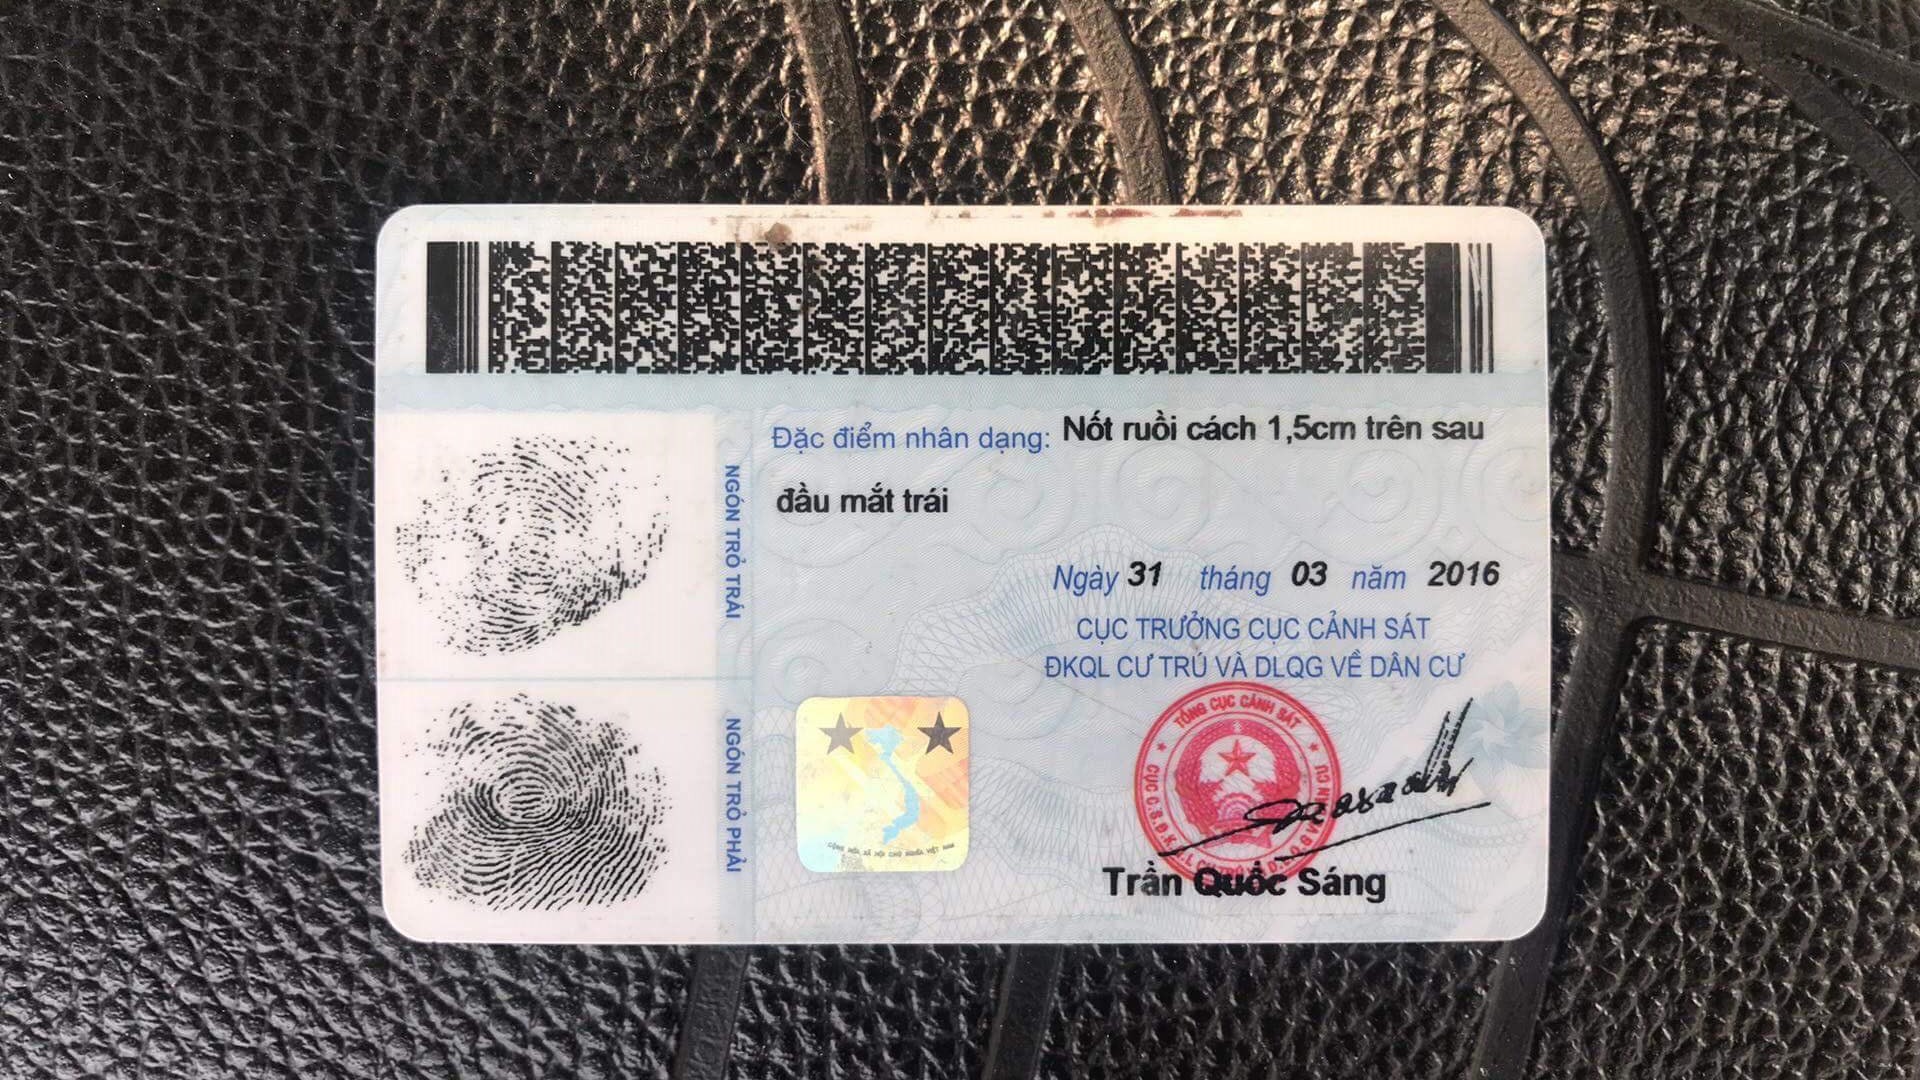 Đặc điểm nhân dạng: Nốt ruồi cách 1,5cm trên sau
đầu mắt trái
Ngày 31 tháng 03 năm 2016
CỤC TRƯỞNG CỤC CẢNH SÁT
ĐKQL CƯ TRÚ VÀ DLQG VỀ DÂN CƯ
TỔNG CỤC CẢNH SÁT
Trần Quốc Sáng
NGÓN TRỎ TRÁI
NGÓN TRỎ PHẢI